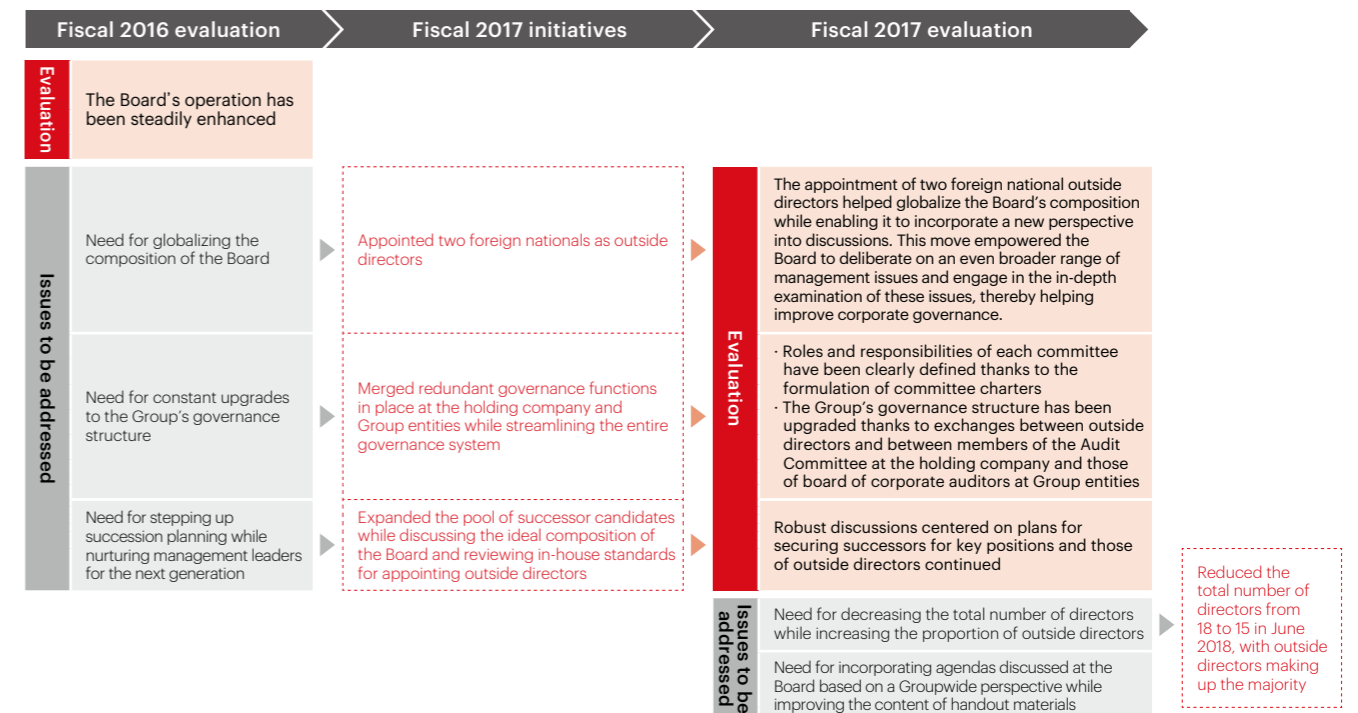 Fiscal 2016 evaluation
Fiscal 2017 initiatives
Fiscal 2017 evaluation
Evaluation
The Board's operation has
been steadily enhanced
Issues to be addressed
Need for globalizing the
composition of the Board
Appointed two foreign nationals as outside
directors
Evaluation
The appointment of two foreign national outside
directors helped globalize the Board's composition
while enabling it to incorporate a new perspective
into discussions. This move empowered the
Board to deliberate on an even broader range of
management issues and engage in the in-depth
examination of these issues, thereby helping
improve corporate governance.
Need for constant upgrades
to the Group's governance
structure
Merged redundant governance functions
in place at the holding company and
Group entities while streamlining the entire
governance system
· Roles and responsibilities of each committee
have been clearly defined thanks to the
formulation of committee charters
· The Group's governance structure has been
upgraded thanks to exchanges between outside
directors and between members of the Audit
Committee at the holding company and those
of board of corporate auditors at Group entities
Need for stepping up
succession planning while
nurturing management leaders
for the next generation
Expanded the pool of successor candidates
while discussing the ideal composition of
the Board and reviewing in-house standards
for appointing outside directors
Robust discussions centered on plans for
securing successors for key positions and those
of outside directors continued
Issues to be
addressed
Need for decreasing the total number of directors
while increasing the proportion of outside directors
Need for incorporating agendas discussed at the
Board based on a Groupwide perspective while
improving the content of handout materials
Reduced the
total number of
directors from
18 to 15 in June
2018, with outside
directors making
up the majority